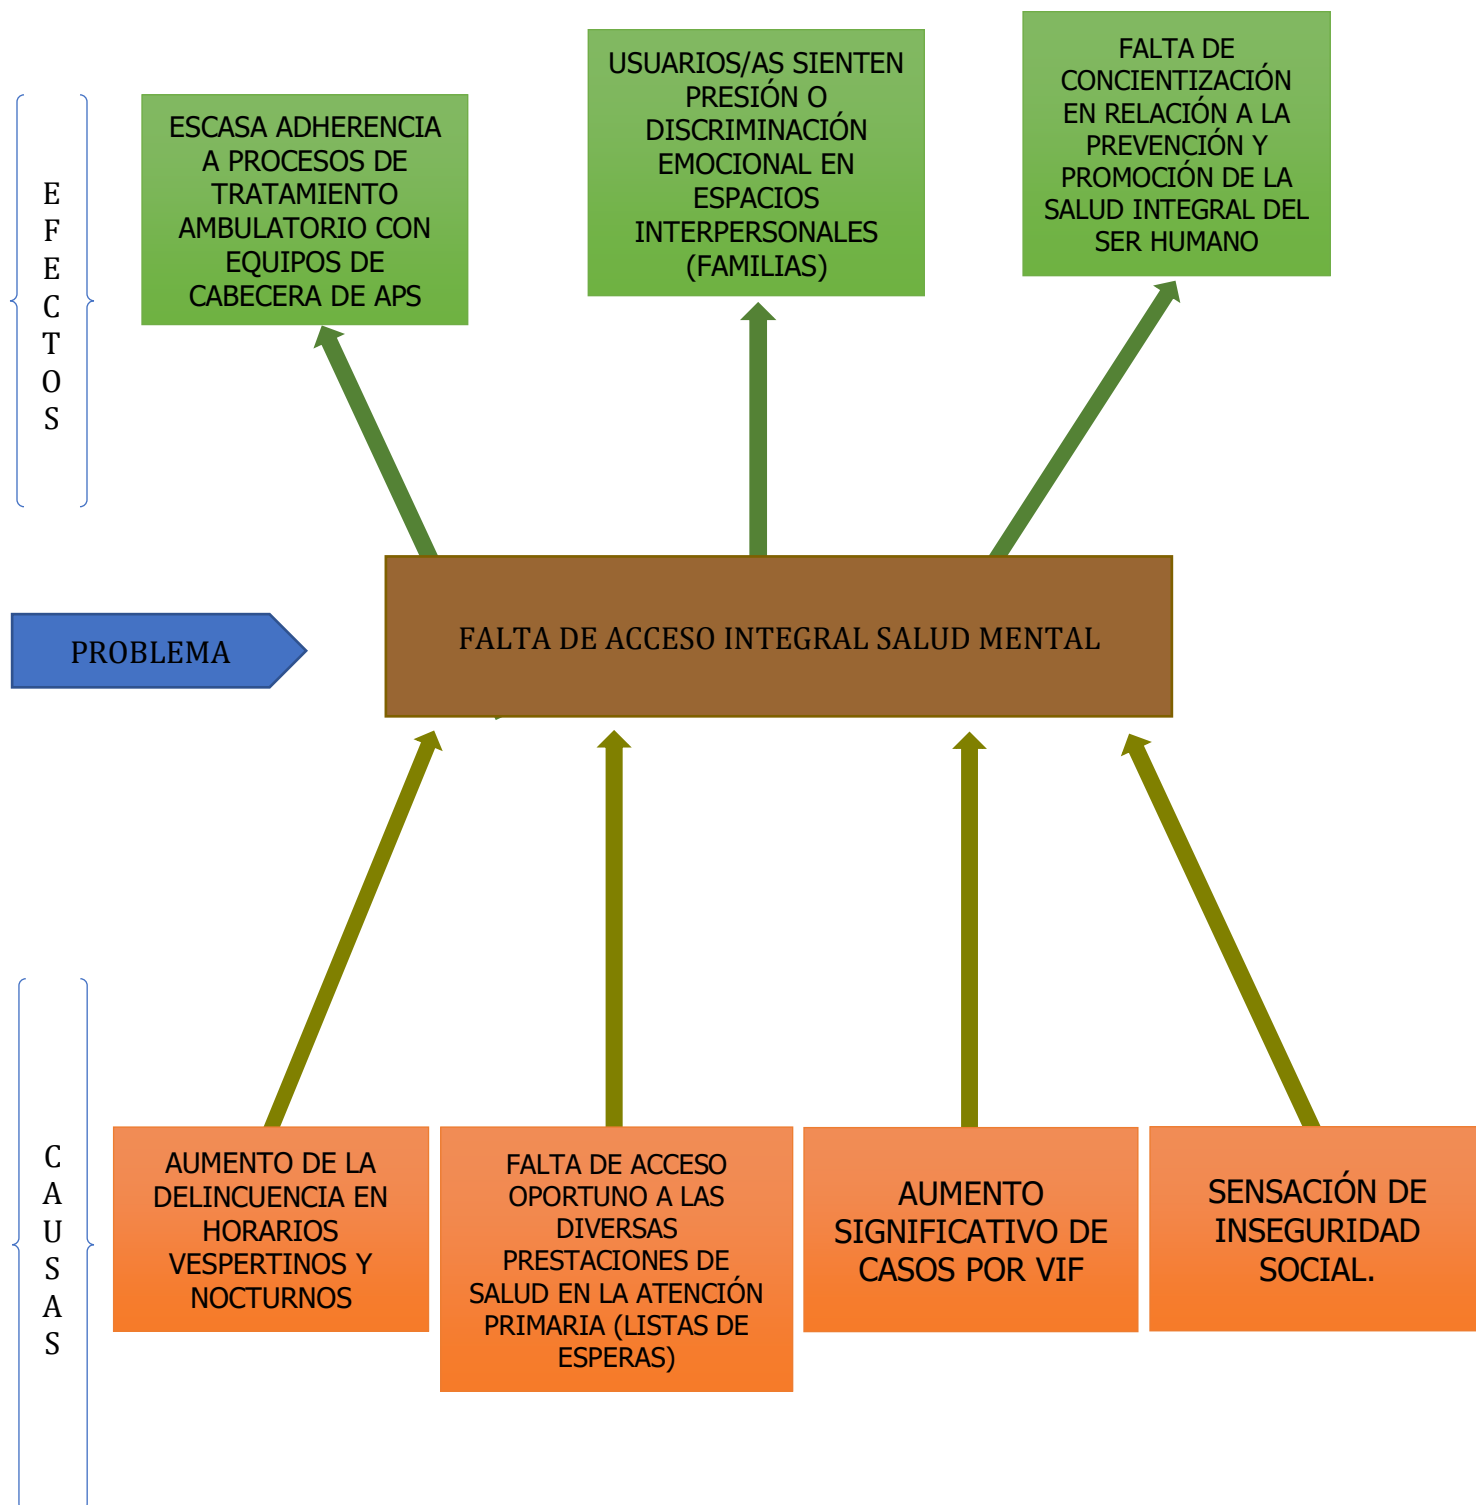 E
F
E
C
T
O
S
ESCASA ADHERENCIA
A PROCESOS DE
TRATAMIENTO
AMBULATORIO CON
EQUIPOS DE
CABECERA DE APS
USUARIOS/AS SIENTEN
PRESIÓN O
DISCRIMINACIÓN
EMOCIONAL EN
ESPACIOS
INTERPERSONALES
(FAMILIAS)
FALTA DE
CONCIENTIZACIÓN
EN RELACIÓN A LA
PREVENCIÓN Y
PROMOCIÓN DE LA
SALUD INTEGRAL DEL
SER HUMANO
PROBLEMA
FALTA DE ACCESO INTEGRAL SALUD MENTAL
C
A
U
S
A
S
AUMENTO DE LA
DELINCUENCIA EN
HORARIOS
VESPERTINOS Y
NOCTURNOS
FALTA DE ACCESO
OPORTUNO A LAS
DIVERSAS
PRESTACIONES DE
SALUD EN LA ATENCIÓN
PRIMARIA (LISTAS DE
ESPERAS)
AUMENTO
SIGNIFICATIVO DE
CASOS POR VIF
SENSACIÓN DE
INSEGURIDAD
SOCIAL.